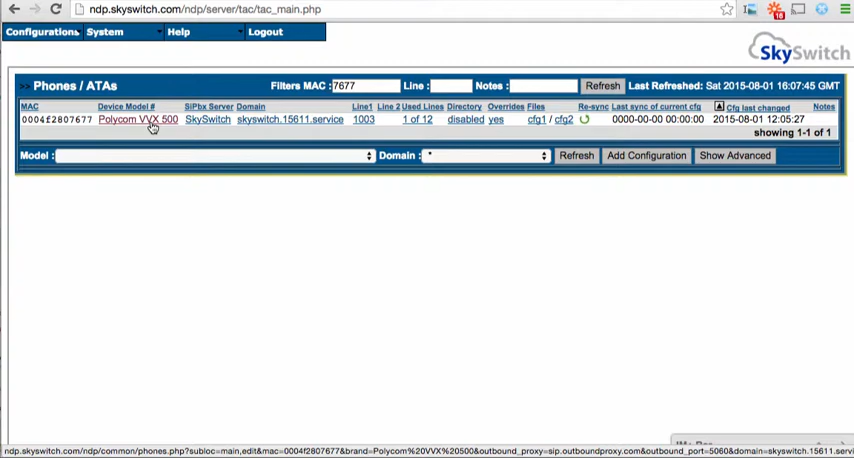 ndp.skyswitch.com/ndp/server/tac/tac_main.php
18
Configurations System Help Logout
SkySwitch
>> Phones / ATAs Filters MAC : 7677 Line : Notes : Refresh Last Refreshed: Sat 2015-08-01 16:07:45 GMT
MAC Device Model # SiPbx Server Domain Line1 Line 2 Used Lines Directory Overrides Files Re-sync Last sync of current cfg Cfg last changed Notes
0004f2807677 Polycom VVX 500 SkySwitch skyswitch.15611.service 1003 1 of 12 disabled yes cfg1 / cfg2 0000-00-00 00:00:00 2015-08-01 12:05:27
showing 1-1 of 1
Model : Domain : * Refresh Add Configuration Show Advanced
ndp.skyswitch.com/ndp/common/phones.php?subloc=main,edit&mac=0004f2807677&brand=Polycom%20VVX%20500&outbound_proxy=sip.outboundproxy.com&outbound_port=5060&domain=skyswitch.15611.servi